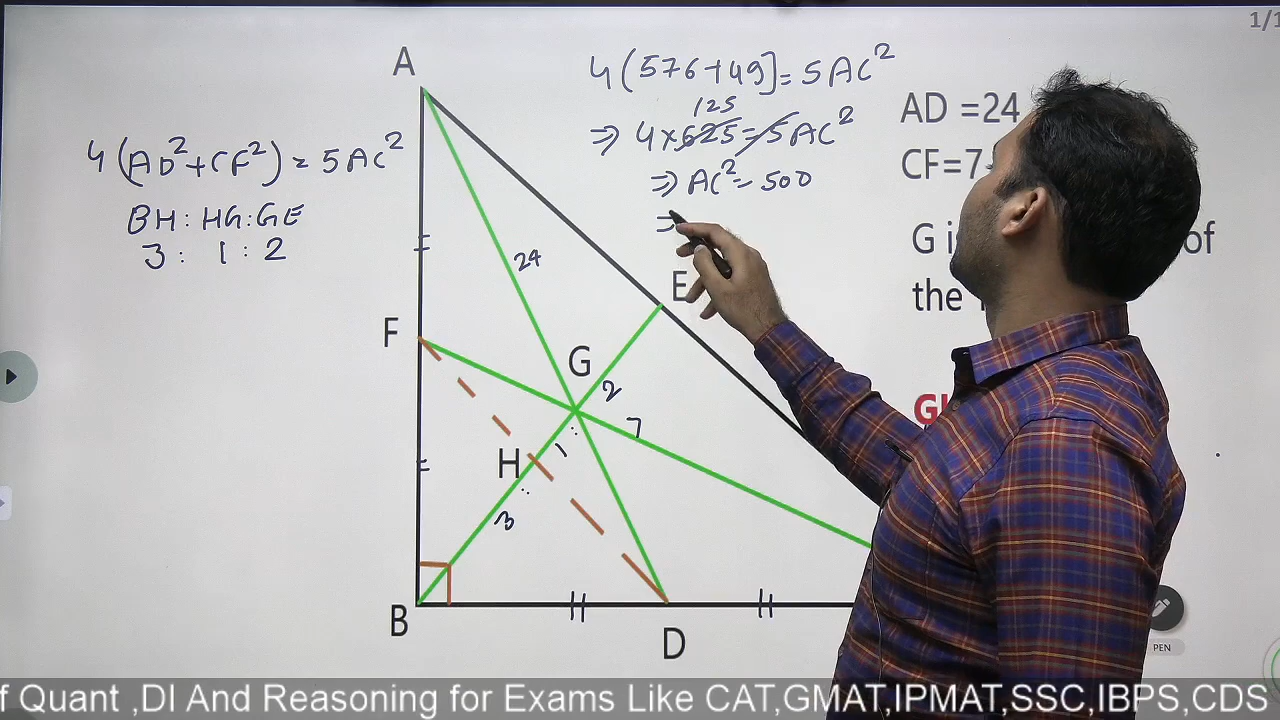 1/1
A
4(576+49]=5AC²
125
⇒ 4×625=5AC²
⇒ AC²=500
⇒
AD =24
CF=7
4(AD²+CF²)=5AC²
BH:HG:GE
3:1:2
G
of
the
24
E
F
G
2
7
H
1
:
:
3
B
D
PEN
f Quant ,DI And Reasoning for Exams Like CAT,GMAT,IPMAT,SSC,IBPS,CDS